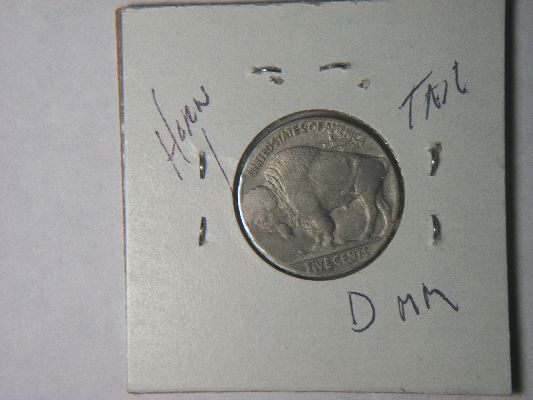 HORN
TAIL
UNITED STATES OF AMERICA
FIVE CENTS
D MM